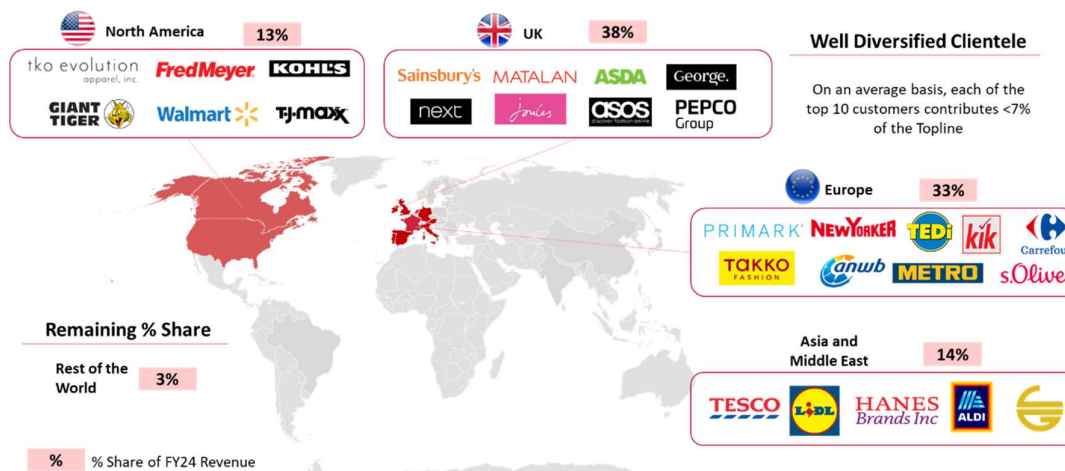 North America 13%
tko evolution
apparel, inc.
FredMeyer
KOHL'S
GIANT
TIGER
Walmart
T·J·maxx
UK 38%
Sainsbury's
MATALAN
ASDA
George.
next
Joules
asos
discover fashion online
PEPCO
Group
Well Diversified Clientele
On an average basis, each of the
top 10 customers contributes <7%
of the Topline
Europe 33%
PRIMARK®
NEWYORKER
TEDi
kik
Carrefour
TAKKO
FASHION
anwb
METRO
s.Olive
Remaining % Share
Rest of the
World
3%
Asia and
Middle East
14%
TESCO
LiDL
HANES
Brands Inc
ALDI
% % Share of FY24 Revenue